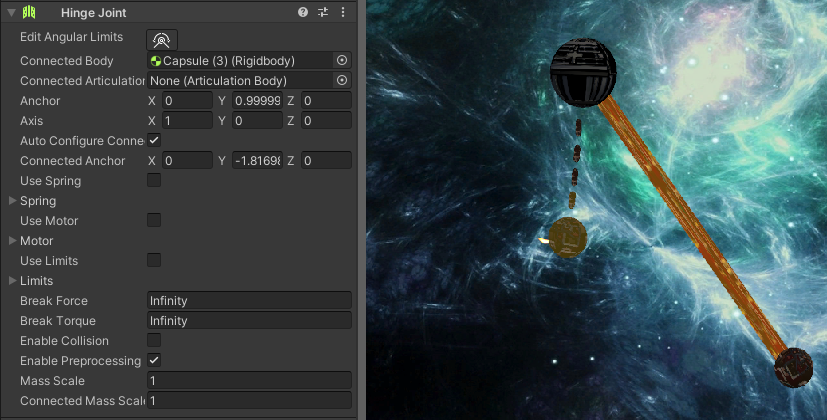 Hinge Joint
Edit Angular Limits
Connected Body Capsule (3) (Rigidbody)
Connected Articulation None (Articulation Body)
Anchor X 0 Y 0.99999 Z 0
Axis X 1 Y 0 Z 0
Auto Configure Conne
Connected Anchor X 0 Y -1.8169 Z 0
Use Spring
Spring
Use Motor
Motor
Use Limits
Limits
Break Force Infinity
Break Torque Infinity
Enable Collision
Enable Preprocessing
Mass Scale 1
Connected Mass Scal 1